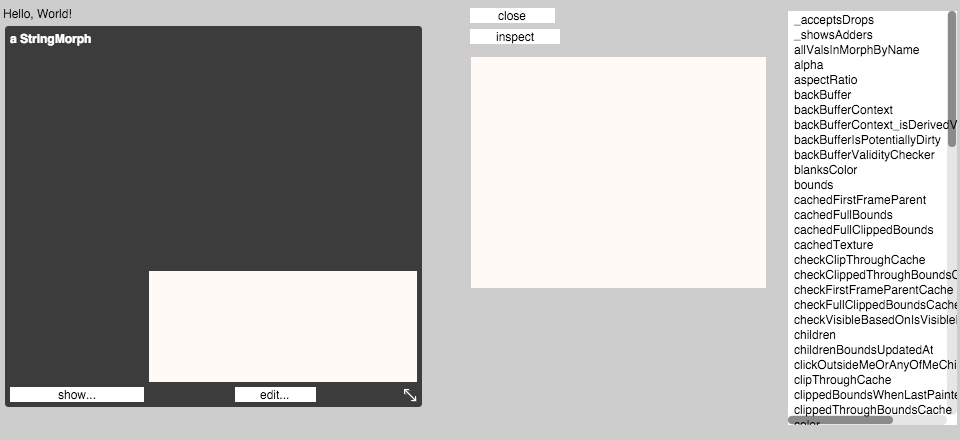 Hello, World!
a StringMorph
show...
edit...
close
inspect
_acceptsDrops
_showsAdders
allValsInMorphByName
alpha
aspectRatio
backBuffer
backBufferContext
backBufferContext_isDerivedV
backBufferIsPotentiallyDirty
backBufferValidityChecker
blanksColor
bounds
cachedFirstFrameParent
cachedFullBounds
cachedFullClippedBounds
cachedTexture
checkClipThroughCache
checkClippedThroughBoundsC
checkFirstFrameParentCache
checkFullClippedBoundsCache
checkVisibleBasedOnIsVisible
children
childrenBoundsUpdatedAt
clickOutsideMeOrAnyOfMeChi
clipThroughCache
clippedBoundsWhenLastPainte
clippedThroughBoundsCache